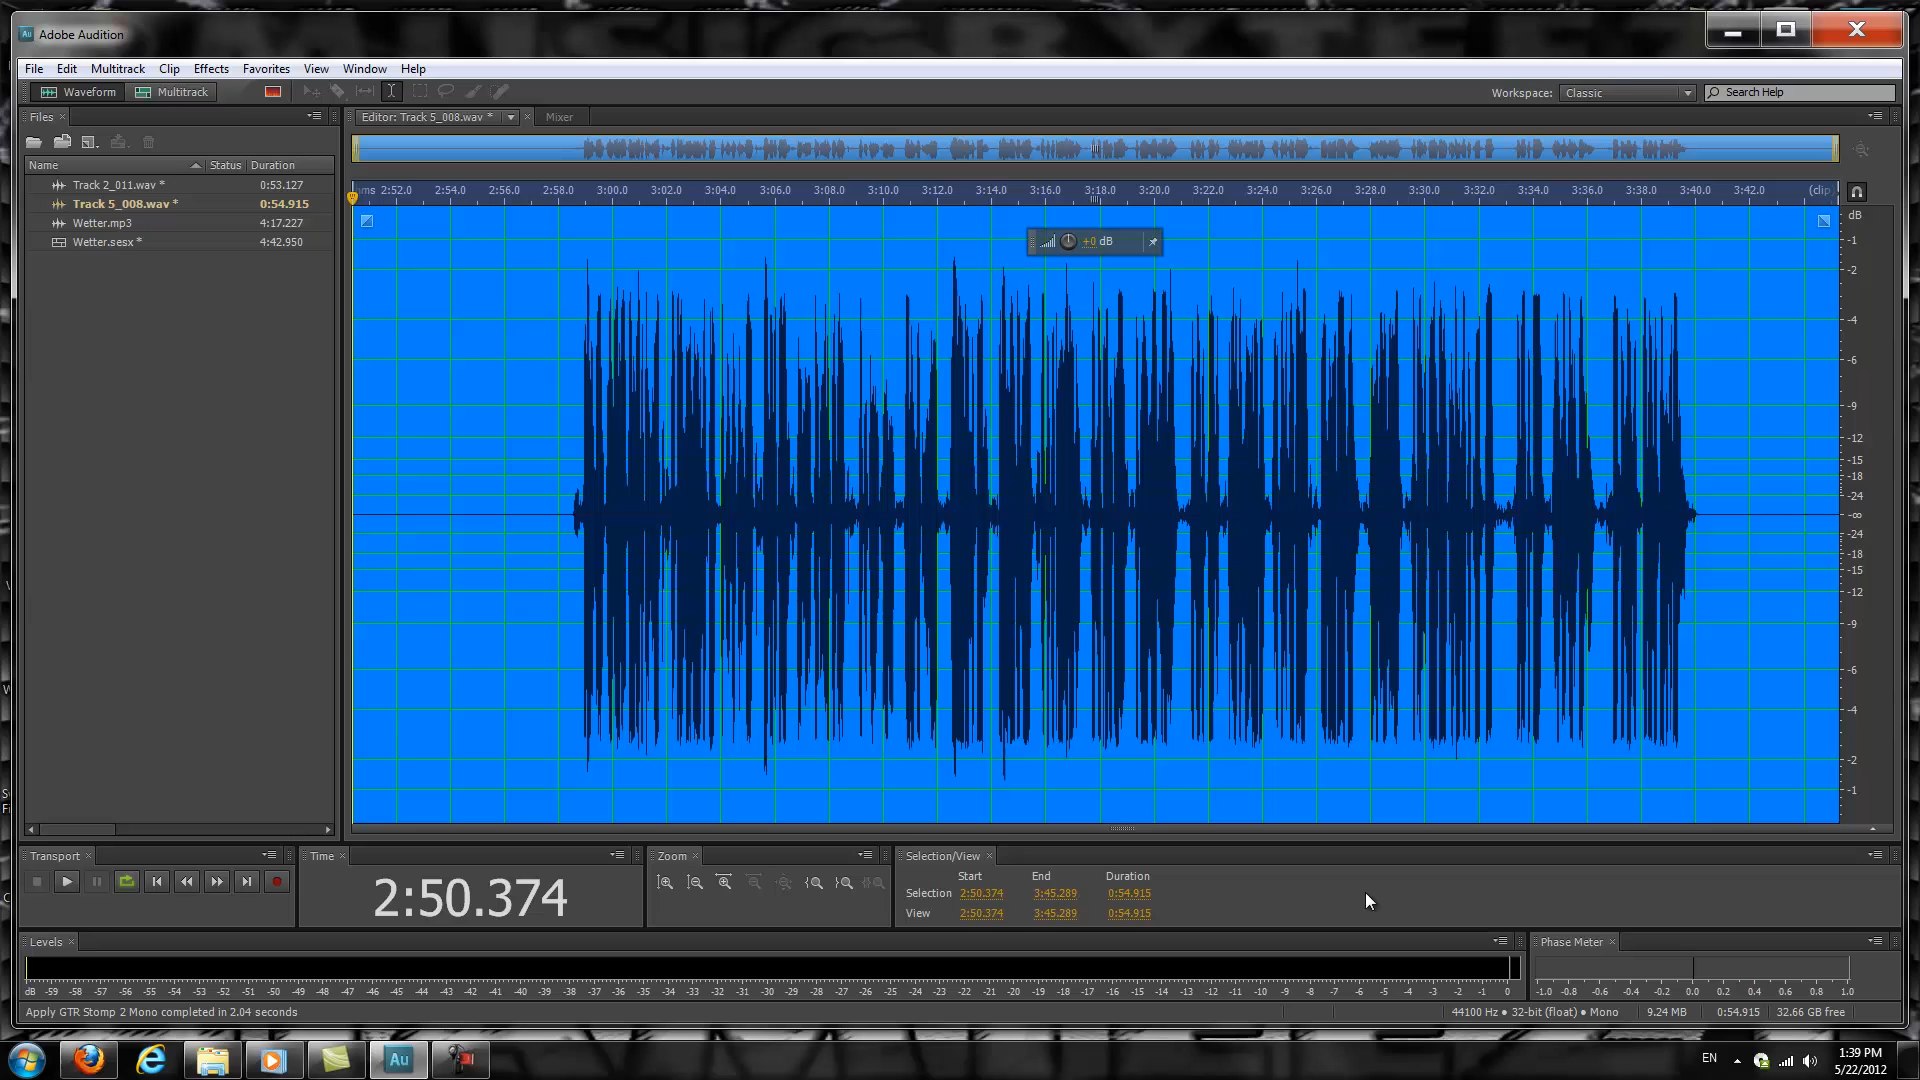 Au Adobe Audition
File Edit Multitrack Clip Effects Favorites View Window Help
Waveform Multitrack Workspace: Classic Search Help
Files Editor: Track 5_008.wav * Mixer
Name Status Duration
Track 2_011.wav * 0:53.127
Track 5_008.wav * 0:54.915
Wetter.mp3 4:17.227
Wetter.sesx * 4:42.950
hms 2:52.0 2:54.0 2:56.0 2:58.0 3:00.0 3:02.0 3:04.0 3:06.0 3:08.0 3:10.0 3:12.0 3:14.0 3:16.0 3:18.0 3:20.0 3:22.0 3:24.0 3:26.0 3:28.0 3:30.0 3:32.0 3:34.0 3:36.0 3:38.0 3:40.0 3:42.0 (clip)
+0 dB
dB
-1
-2
-4
-6
-9
-12
-15
-18
-24
-∞
-24
-18
-15
-12
-9
-6
-4
-2
-1
Transport Time Zoom Selection/View
2:50.374
Start End Duration
Selection 2:50.374 3:45.289 0:54.915
View 2:50.374 3:45.289 0:54.915
Levels Phase Meter
dB -59 -58 -57 -56 -55 -54 -53 -52 -51 -50 -49 -48 -47 -46 -45 -44 -43 -42 -41 -40 -39 -38 -37 -36 -35 -34 -33 -32 -31 -30 -29 -28 -27 -26 -25 -24 -23 -22 -21 -20 -19 -18 -17 -16 -15 -14 -13 -12 -11 -10 -9 -8 -7 -6 -5 -4 -3 -2 -1 0
-1.0 -0.8 -0.6 -0.4 -0.2 0.0 0.2 0.4 0.6 0.8 1.0
Apply GTR Stomp 2 Mono completed in 2.04 seconds
44100 Hz ● 32-bit (float) ● Mono 9.24 MB 0:54.915 32.66 GB free
Au
EN 1:39 PM
5/22/2012